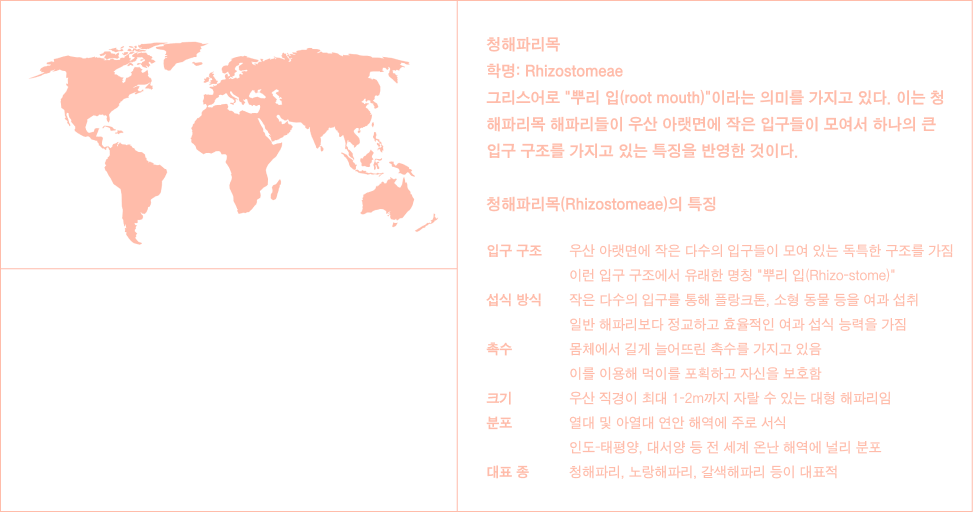 청해파리목
학명: Rhizostomeae
그리스어로 "뿌리 입(root mouth)"이라는 의미를 가지고 있다. 이는 청
해파리목 해파리들이 우산 아랫면에 작은 입구들이 모여서 하나의 큰
입구 구조를 가지고 있는 특징을 반영한 것이다.
청해파리목(Rhizostomeae)의 특징
입구 구조 우산 아랫면에 작은 다수의 입구들이 모여 있는 독특한 구조를 가짐
이런 입구 구조에서 유래한 명칭 "뿌리 입(Rhizo-stome)"
섭식 방식 작은 다수의 입구를 통해 플랑크톤, 소형 동물 등을 여과 섭취
일반 해파리보다 정교하고 효율적인 여과 섭식 능력을 가짐
촉수 몸체에서 길게 늘어뜨린 촉수를 가지고 있음
이를 이용해 먹이를 포획하고 자신을 보호함
크기 우산 직경이 최대 1-2m까지 자랄 수 있는 대형 해파리임
분포 열대 및 아열대 연안 해역에 주로 서식
인도-태평양, 대서양 등 전 세계 온난 해역에 널리 분포
대표 종 청해파리, 노랑해파리, 갈색해파리 등이 대표적